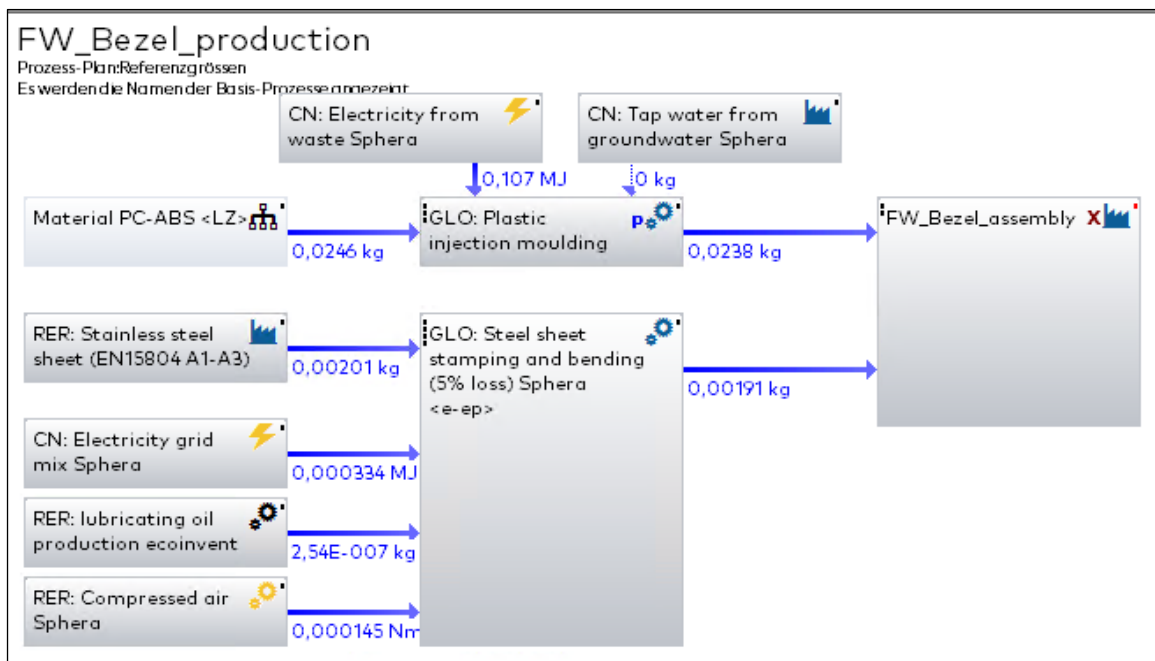 FW_Bezel_production
Prozess-Plan:Referenzgrössen
Es werden die Namen der Basis-Prozesse angezeigt
CN: Electricity from
waste Sphera
CN: Tap water from
groundwater Sphera
0,107 MJ
0 kg
Material PC-ABS <LZ>
0,0246 kg
GLO: Plastic
injection moulding
p
0,0238 kg
FW_Bezel_assembly
X
RER: Stainless steel
sheet (EN15804 A1-A3)
0,00201 kg
GLO: Steel sheet
stamping and bending
(5% loss) Sphera
<e-ep>
0,00191 kg
CN: Electricity grid
mix Sphera
0,000334 MJ
RER: lubricating oil
production ecoinvent
2,54E-007 kg
RER: Compressed air
Sphera
0,000145 Nm